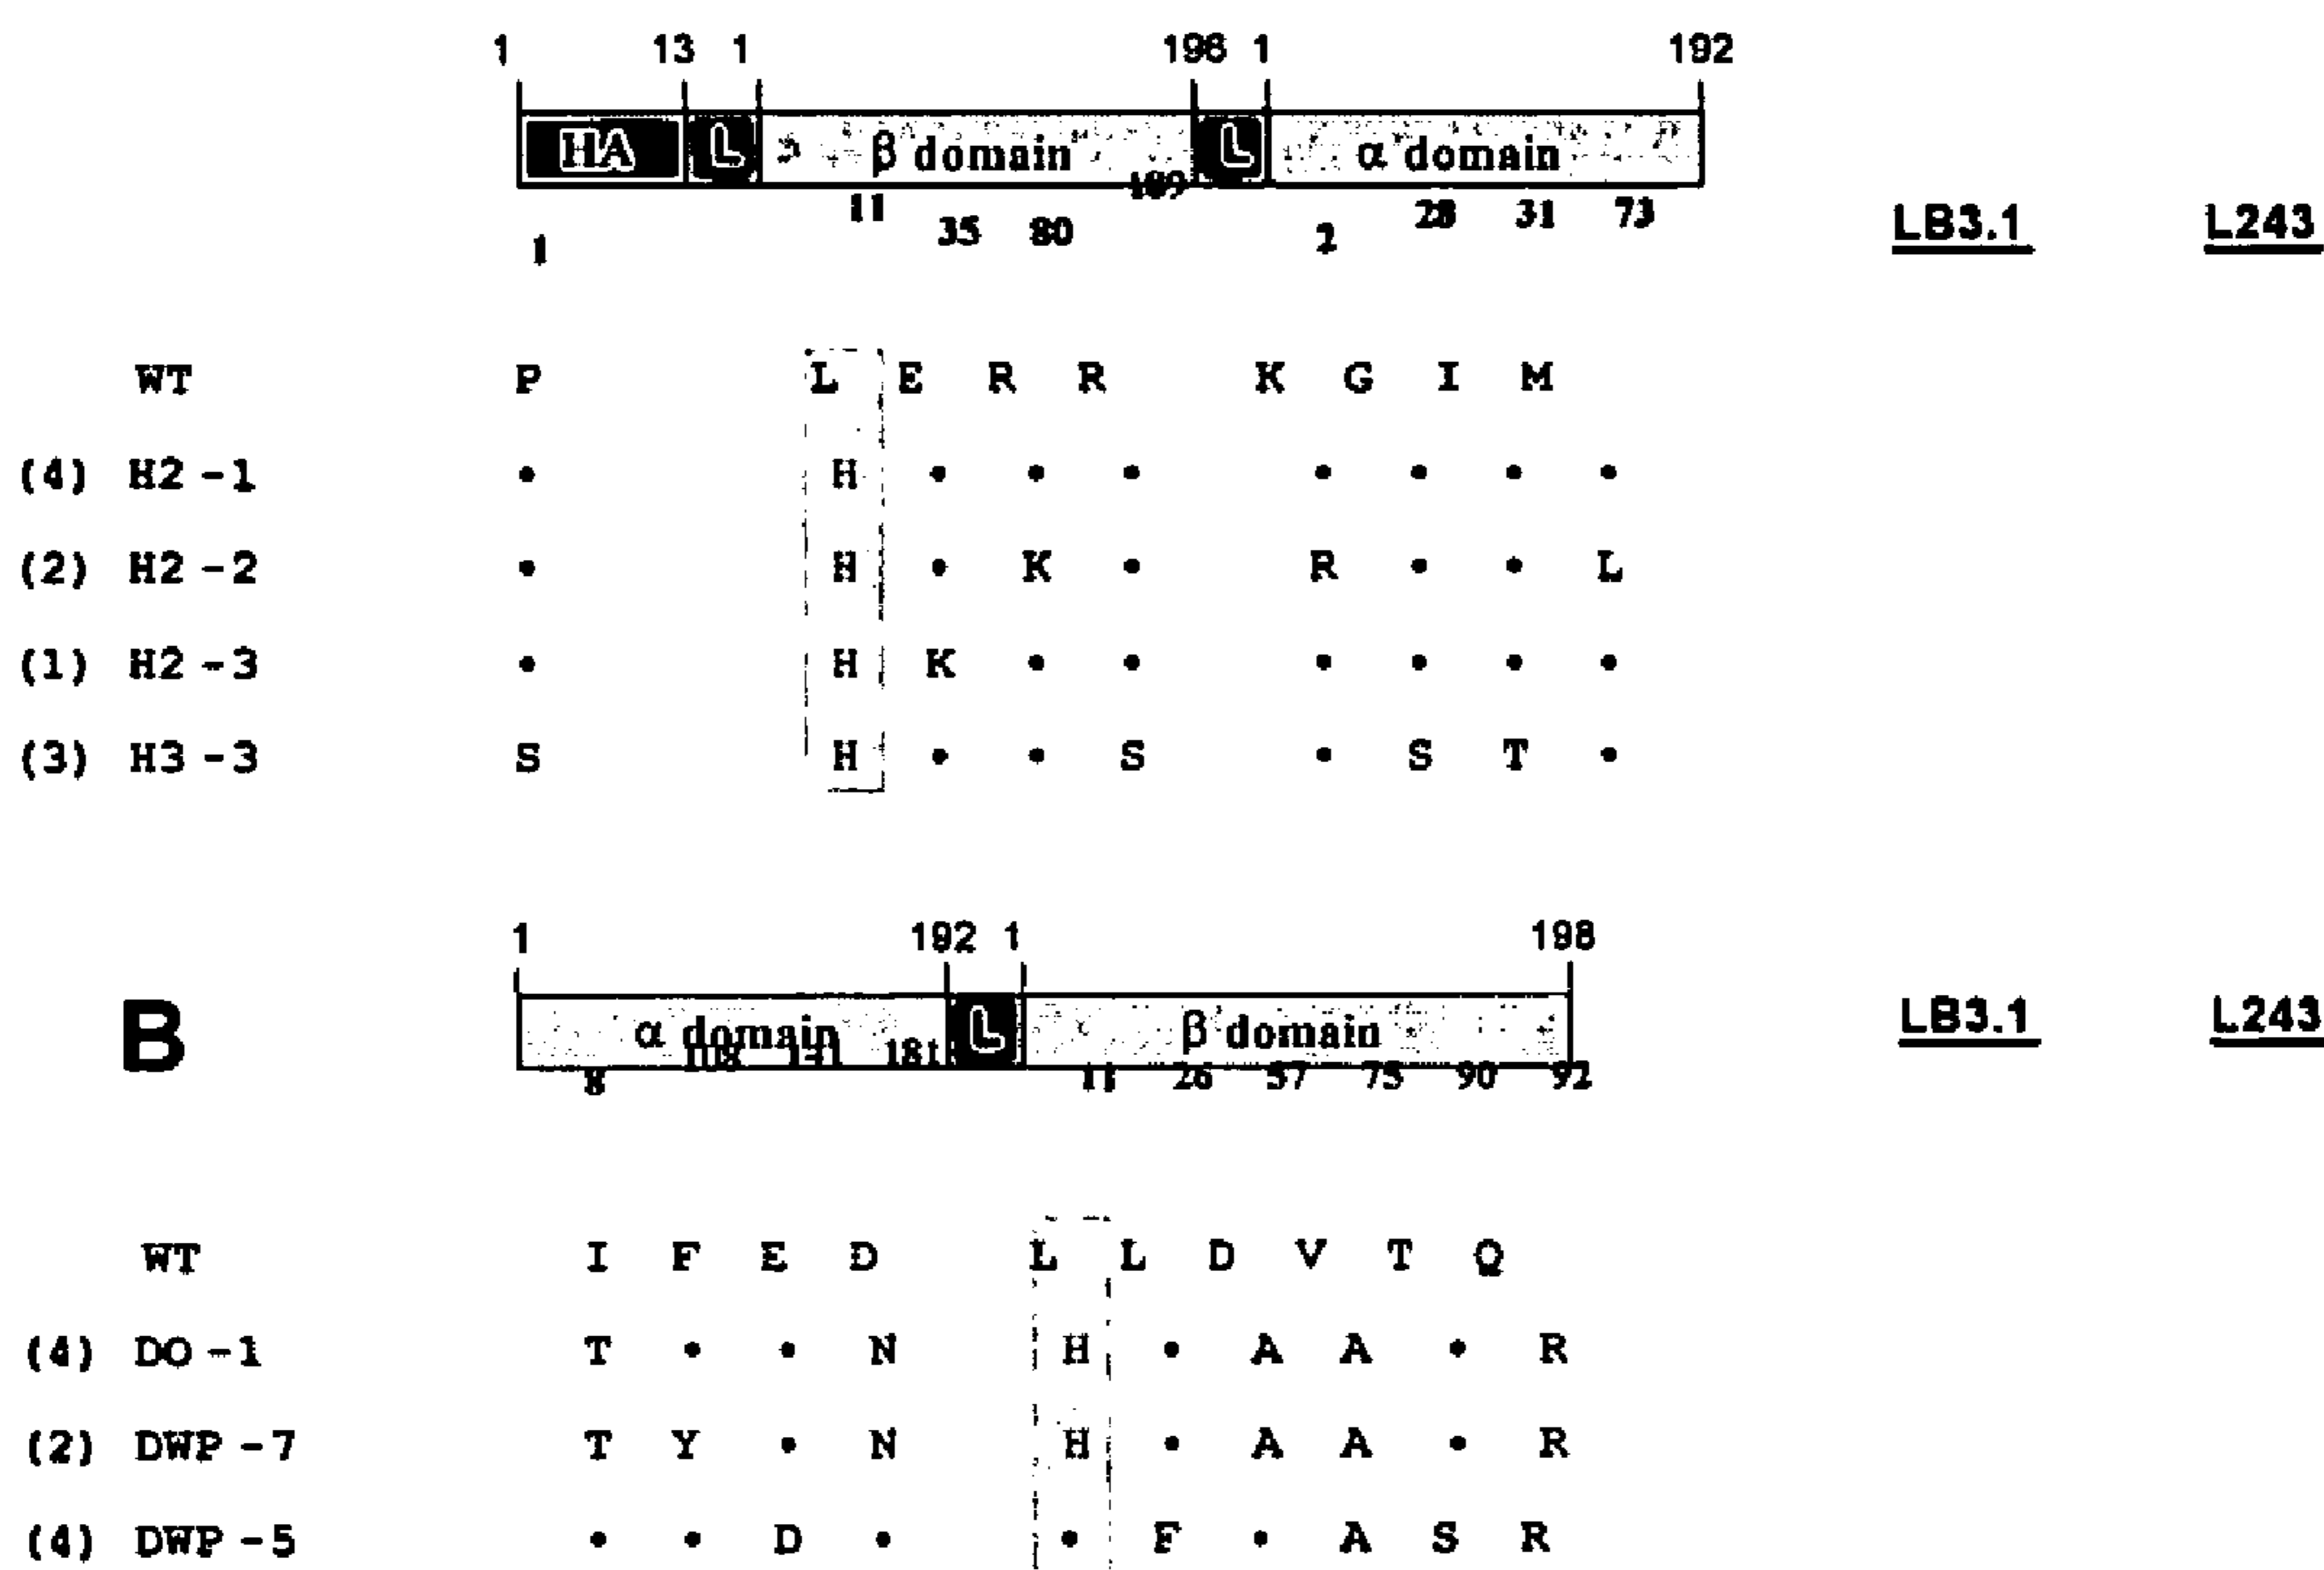 1 13 1 198 1 192
HA L β domain L α domain
11 35 80 2 28 31 73
1
LB3.1 L243
WT P L E R R K G I M
(4) H2-1 • H • • • • • • •
(2) H2-2 • H • K • R • • L
(1) H2-3 • H K • • • • • •
(3) H3-3 S H • • S • S T •
1 192 1 198
B α domain L β domain LB3.1 L243
8 108 131 181 11 26 57 75 90 92
WT I F E D L L D V T Q
(4) DO-1 T • • N H • A A • R
(2) DWP-7 T Y • N H • A A • R
(4) DWP-5 • • D • • F • A S R